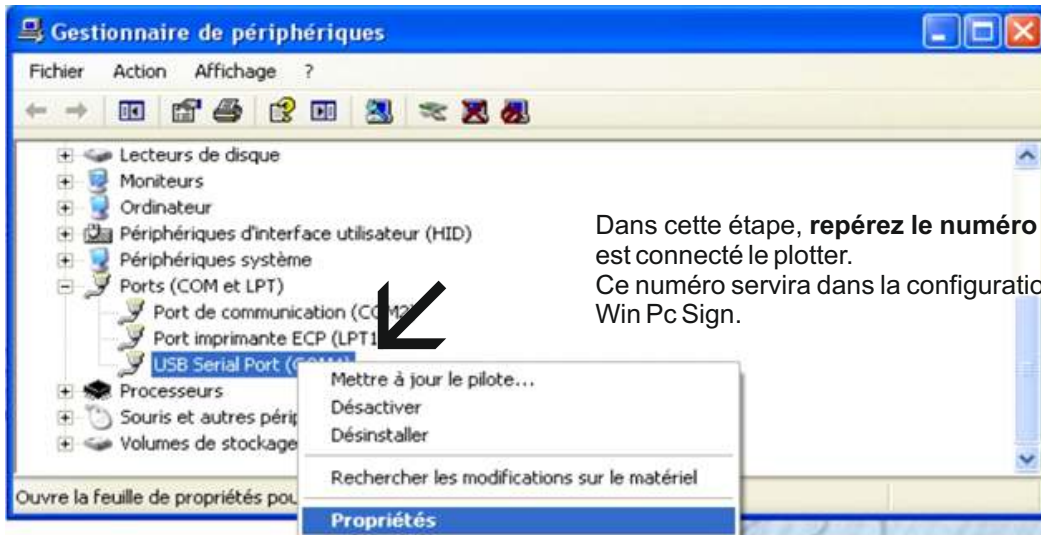 Gestionnaire de périphériques
Fichier Action Affichage ?
Lecteurs de disque
Moniteurs
Ordinateur
Périphériques d'interface utilisateur (HID)
Périphériques système
Ports (COM et LPT)
Port de communication (COM2)
Port imprimante ECP (LPT1
USB Serial Port
Processeurs
Souris et autres
Volumes de stockage
Dans cette étape, repérez le numéro
est connecté le plotter.
Ce numéro servira dans la
Win Pc Sign.
Mettre à jour le pilote...
Désactiver
Désinstaller
Rechercher les modifications sur le matériel
Propriétés
Ouvre la feuille de propriétés